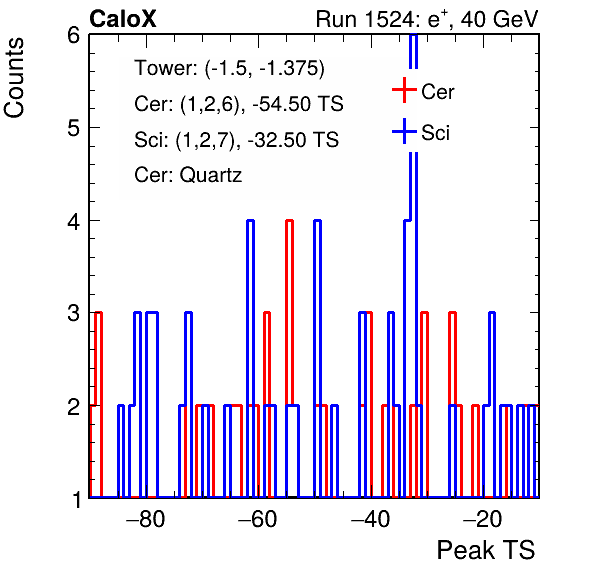 CaloX Run 1524: e⁺, 40 GeV
Counts
6
5
4
3
2
1
Tower: (-1.5, -1.375)
Cer: (1,2,6), -54.50 TS
Sci: (1,2,7), -32.50 TS
Cer: Quartz
Cer
Sci
−80 −60 −40 −20
Peak TS